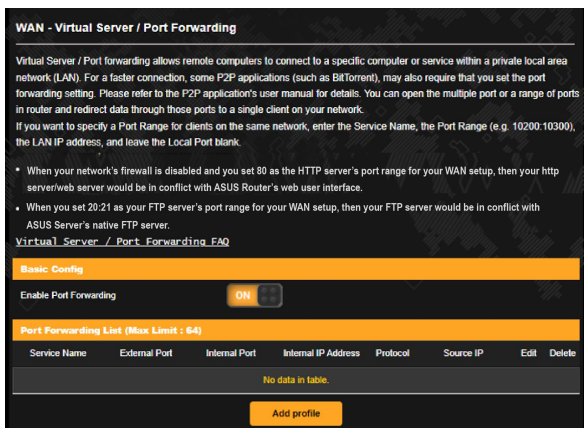 WAN - Virtual Server / Port Forwarding
Virtual Server / Port forwarding allows remote computers to connect to a specific computer or service within a private local area
network (LAN). For a faster connection, some P2P applications (such as BitTorrent), may also require that you set the port
forwarding setting. Please refer to the P2P application's user manual for details. You can open the multiple port or a range of ports
in router and redirect data through those ports to a single client on your network.
If you want to specify a Port Range for clients on the same network, enter the Service Name, the Port Range (e.g. 10200:10300),
the LAN IP address, and leave the Local Port blank.
• When your network's firewall is disabled and you set 80 as the HTTP server's port range for your WAN setup, then your http
server/web server would be in conflict with ASUS Router's web user interface.
• When you set 20:21 as your FTP server's port range for your WAN setup, then your FTP server would be in conflict with
ASUS Server's native FTP server.
Virtual Server / Port Forwarding FAQ
Basic Config
Enable Port Forwarding ON
Port Forwarding List (Max Limit : 64)
Service Name External Port Internal Port Internal IP Address Protocol Source IP Edit Delete
No data in table.
Add profile